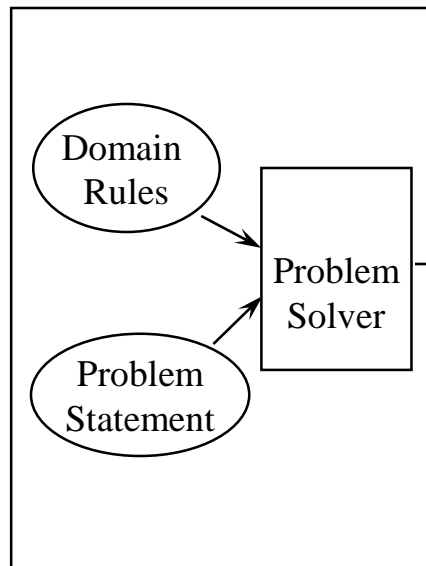 Domain
Rules
Problem
Solver
Problem
Statement